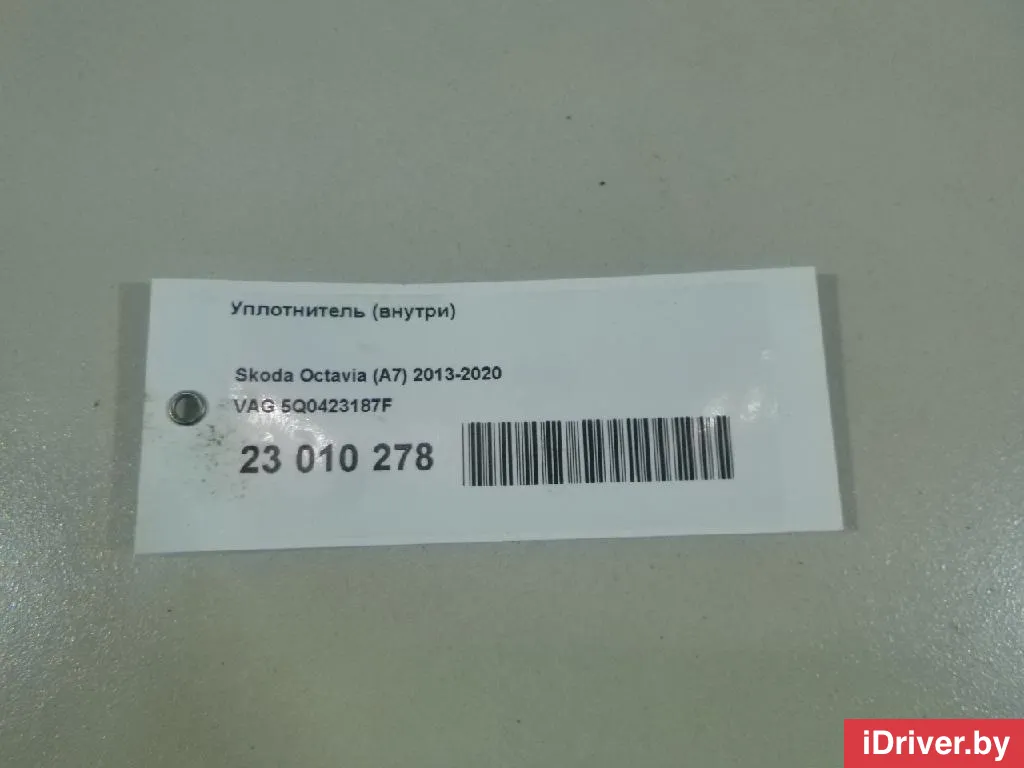 Уплотнитель (внутри)
Skoda Octavia (A7) 2013-2020
VAG 5Q0423187F
23 010 278
iDriver.by